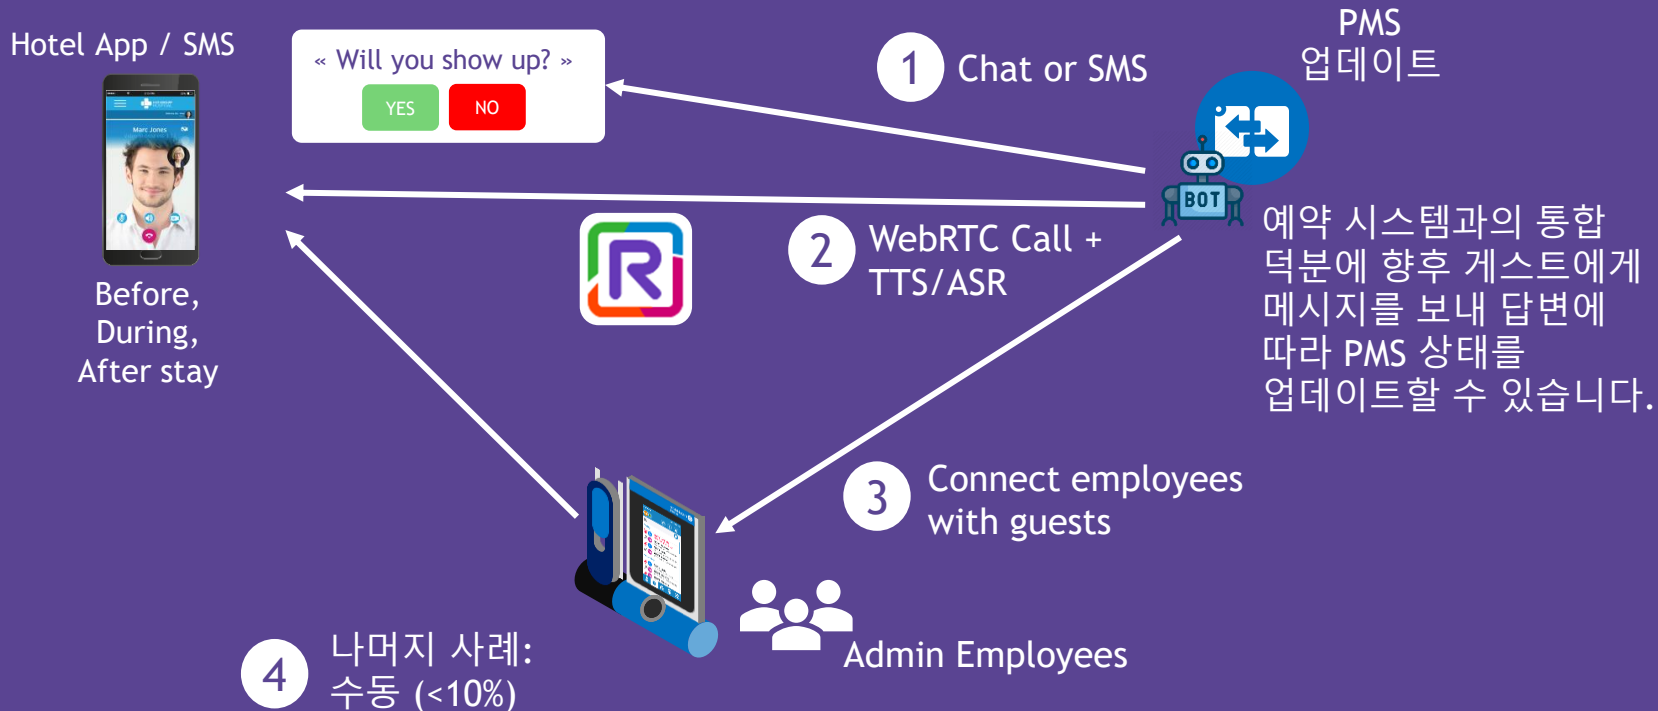 Hotel App / SMS
Marc Jones
Before,
During,
After stay
« Will you show up? »
YES
NO
1
Chat or SMS
PMS
업데이트
BOT
예약 시스템과의 통합
덕분에 향후 게스트에게
메시지를 보내 답변에
따라 PMS 상태를
업데이트할 수 있습니다.
R
2
WebRTC Call +
TTS/ASR
3
Connect employees
with guests
Admin Employees
4
나머지 사례:
수동 (<10%)